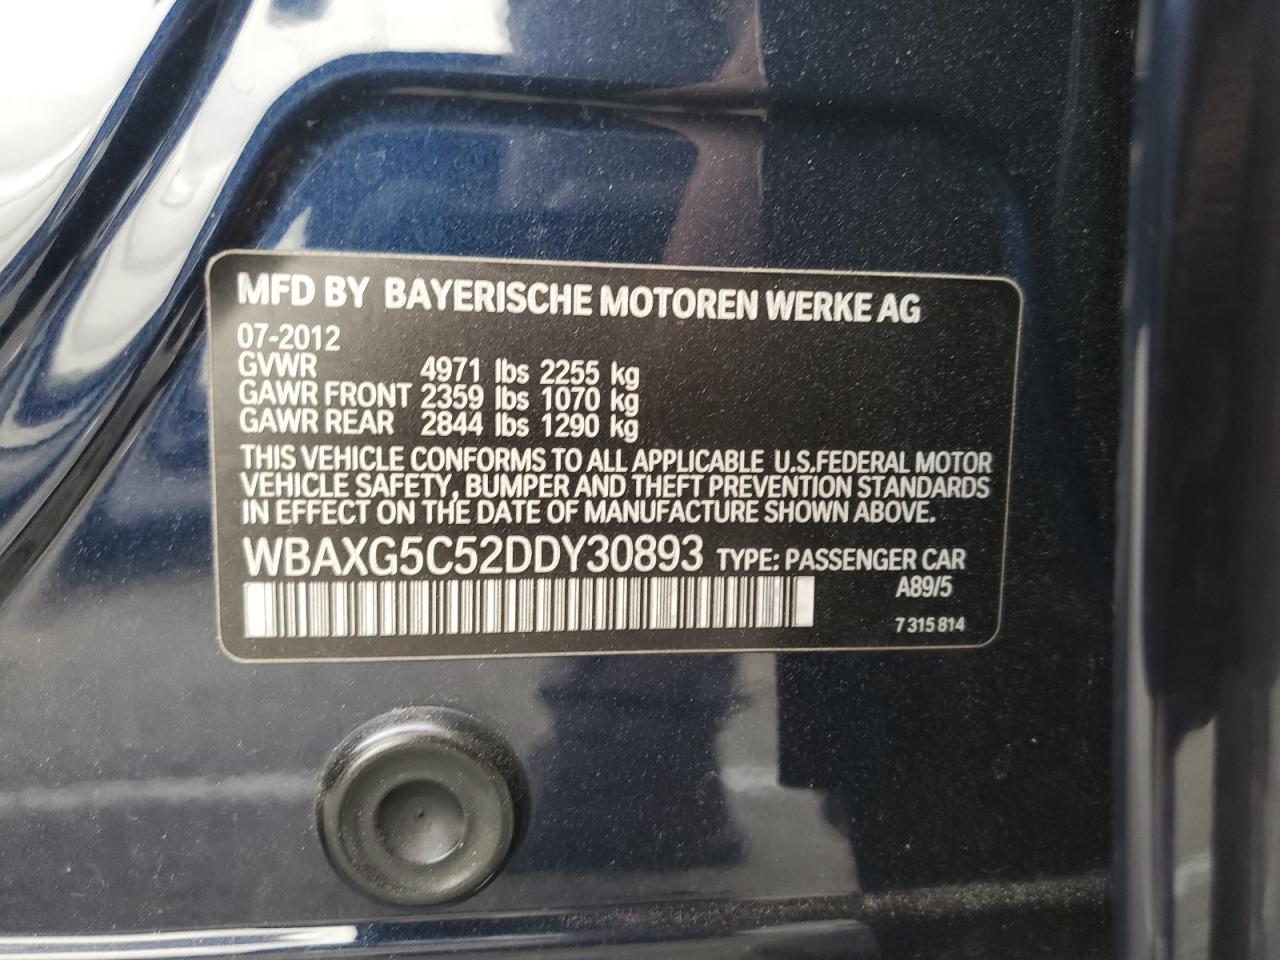 MFD BY BAYERISCHE MOTOREN WERKE AG
07-2012
GVWR 4971 lbs 2255 kg
GAWR FRONT 2359 lbs 1070 kg
GAWR REAR 2844 lbs 1290 kg
THIS VEHICLE CONFORMS TO ALL APPLICABLE U.S.FEDERAL MOTOR
VEHICLE SAFETY, BUMPER AND THEFT PREVENTION STANDARDS
IN EFFECT ON THE DATE OF MANUFACTURE SHOWN ABOVE.
WBAXG5C52DDY30893 TYPE: PASSENGER CAR
A89/5
7 315 814